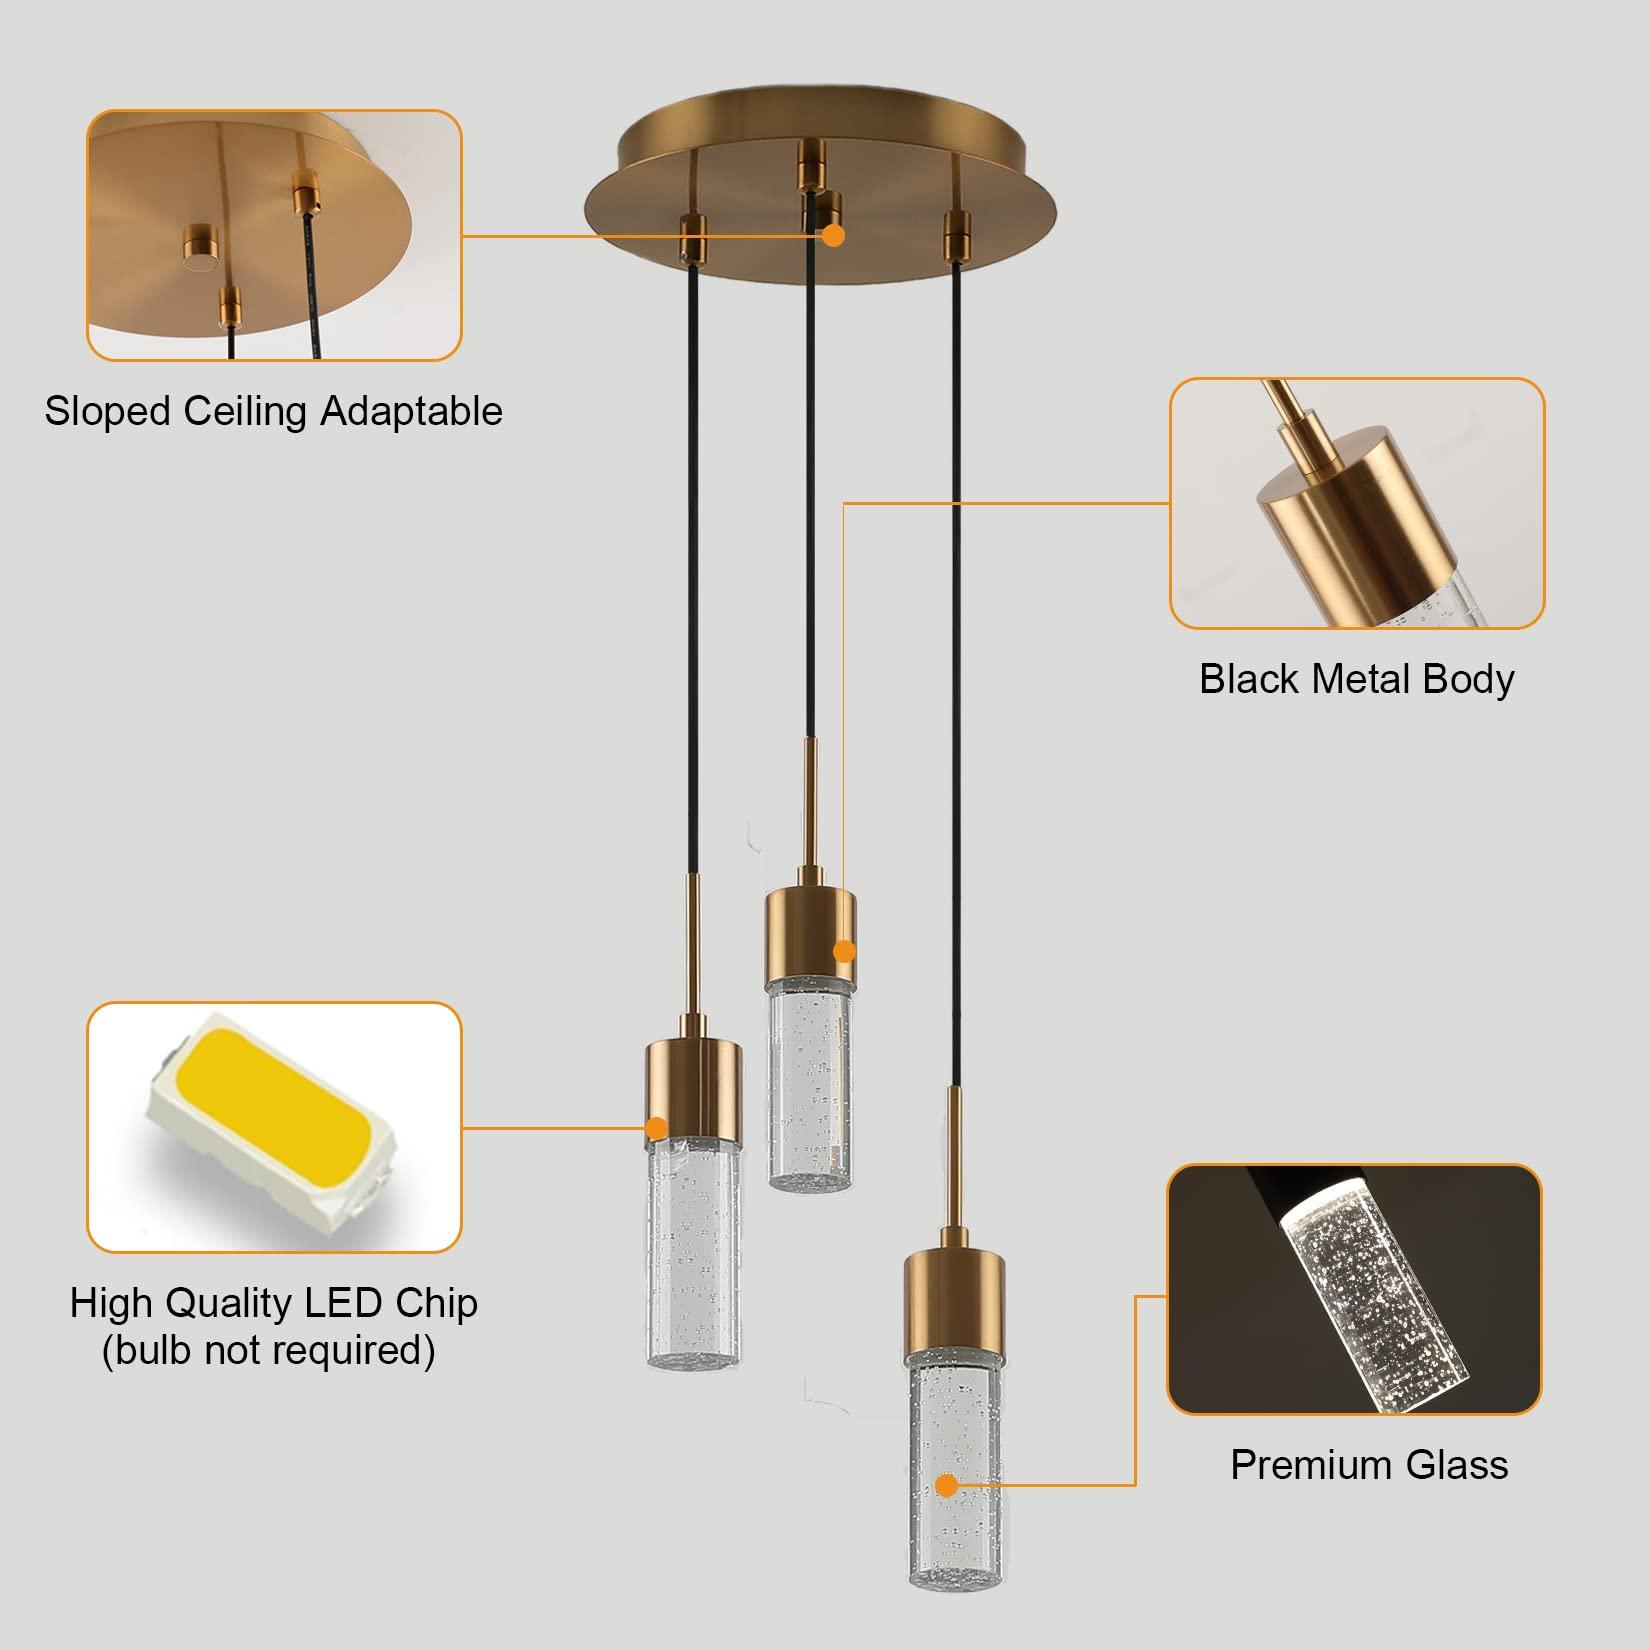 Sloped Ceiling Adaptable
Black Metal Body
High Quality LED Chip
(bulb not required)
Premium Glass